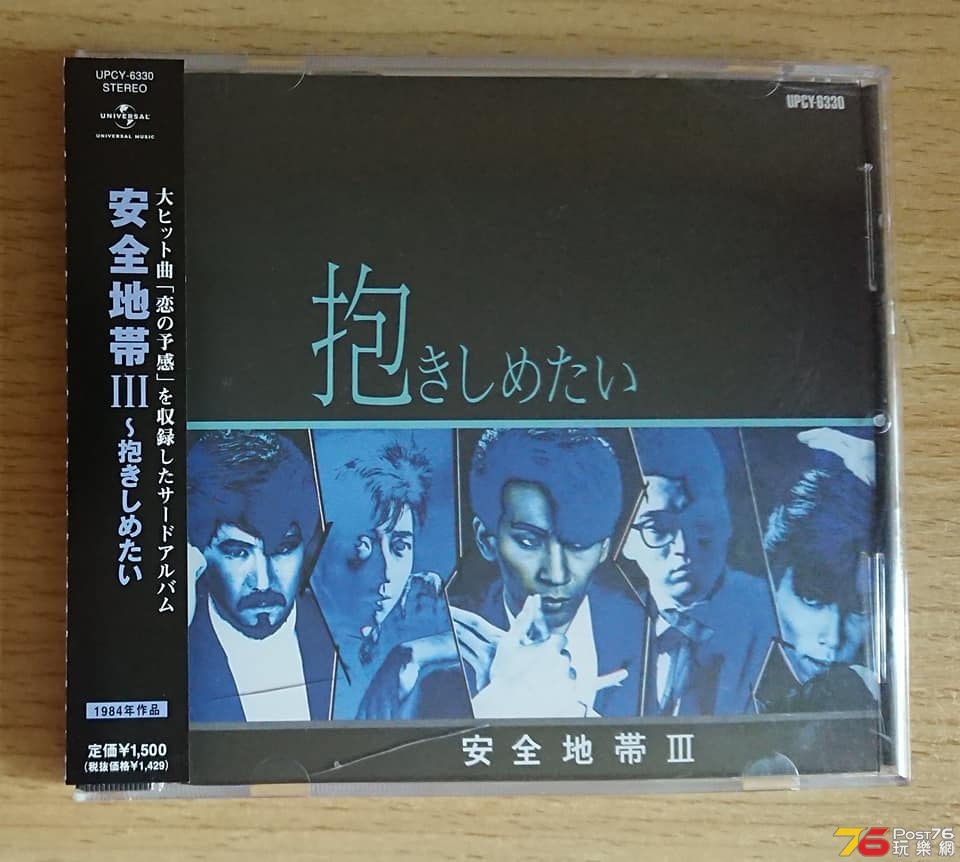 UPCY-6330
STEREO
UNIVERSAL
UNIVERSAL MUSIC
大ヒット曲「恋の予感」を収録したサードアルバム
安全地帯III～抱きしめたい
1984年作品
定価¥1,500
(税抜価格¥1,429)
UPCY-6330
抱きしめたい
安全地帯III
76 Post76
玩樂網